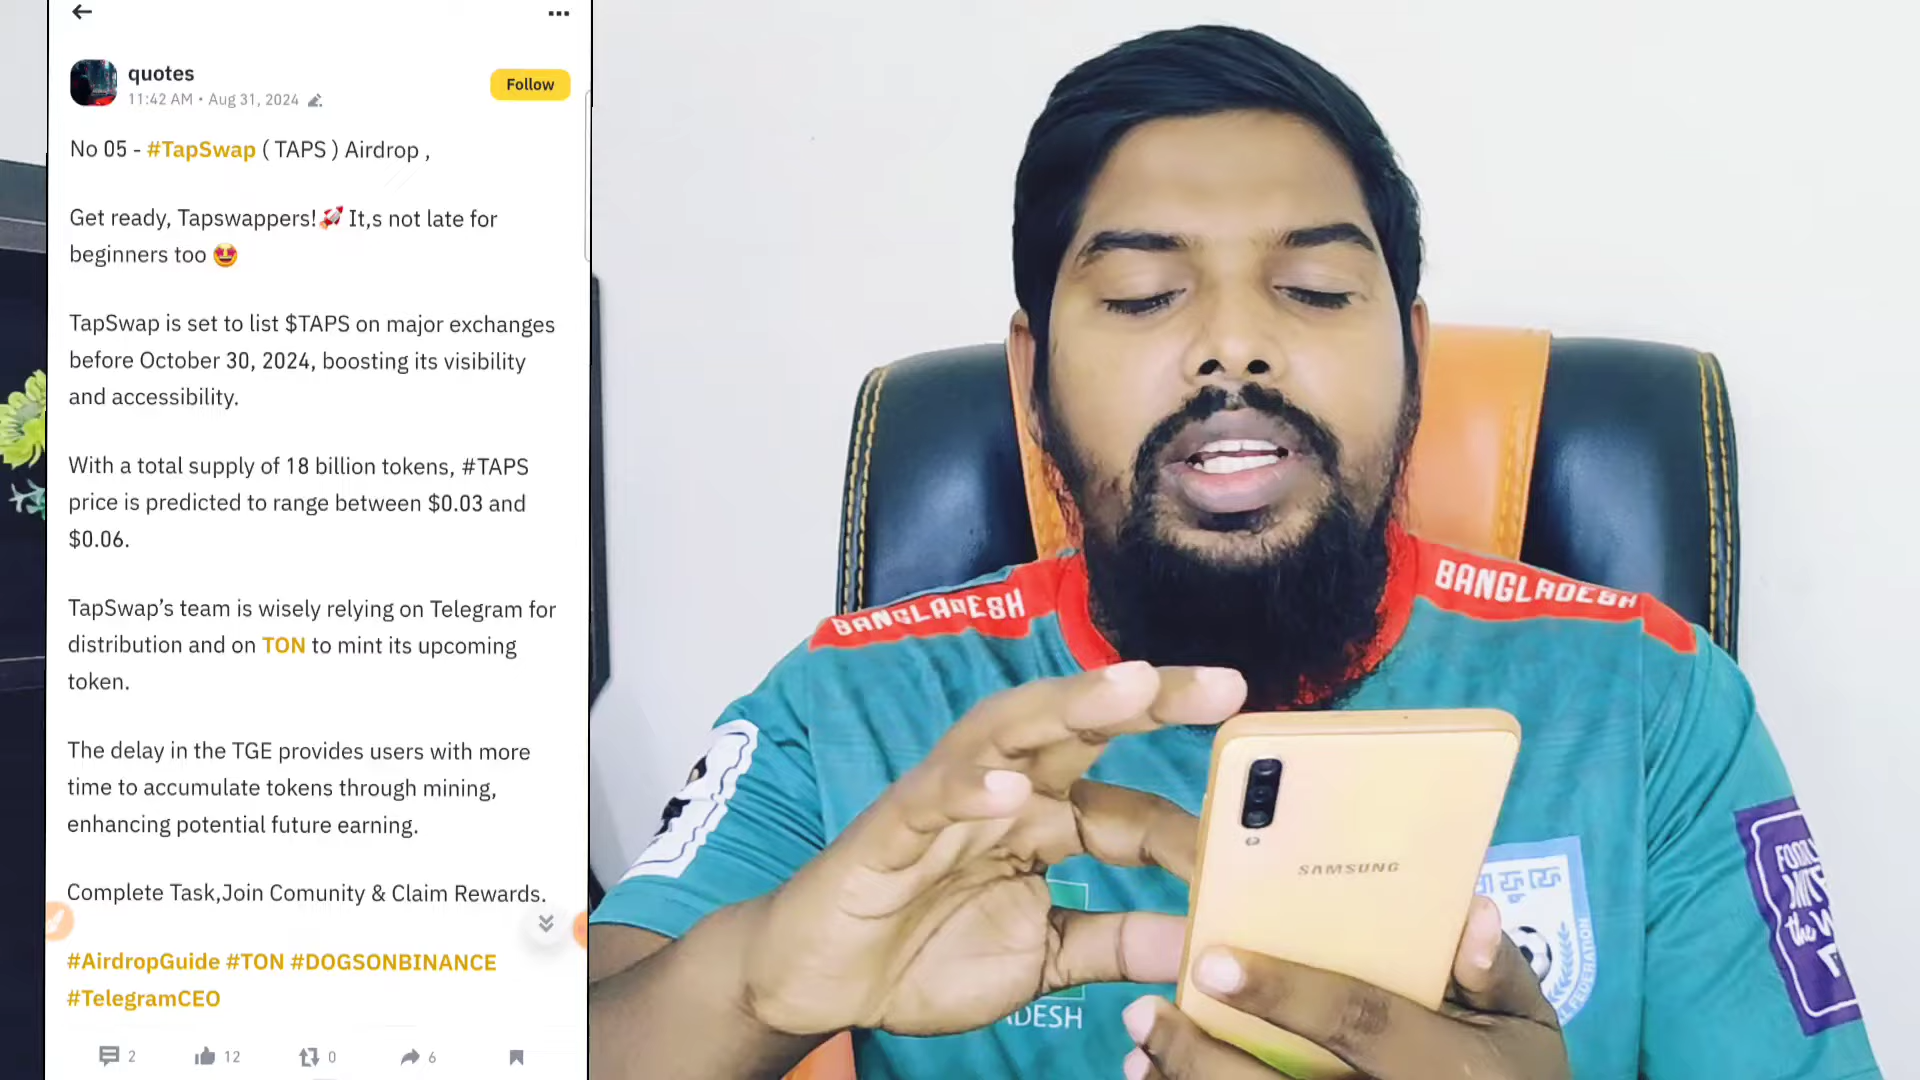 quotes
11:42 AM • Aug 31, 2024
Follow
No 05 - #TapSwap ( TAPS ) Airdrop ,
Get ready, Tapswappers!🚀 It,s not late for
beginners too 🤩
TapSwap is set to list $TAPS on major exchanges
before October 30, 2024, boosting its visibility
and accessibility.
With a total supply of 18 billion tokens, #TAPS
price is predicted to range between $0.03 and
$0.06.
TapSwap’s team is wisely relying on Telegram for
distribution and on TON to mint its upcoming
token.
The delay in the TGE provides users with more
time to accumulate tokens through mining,
enhancing potential future earning.
Complete Task,Join Comunity & Claim Rewards.
#AirdropGuide #TON #DOGSONBINANCE
#TelegramCEO
2
12
0
6
BANGLADESH
BANGLADESH
SAMSUNG
ADESH